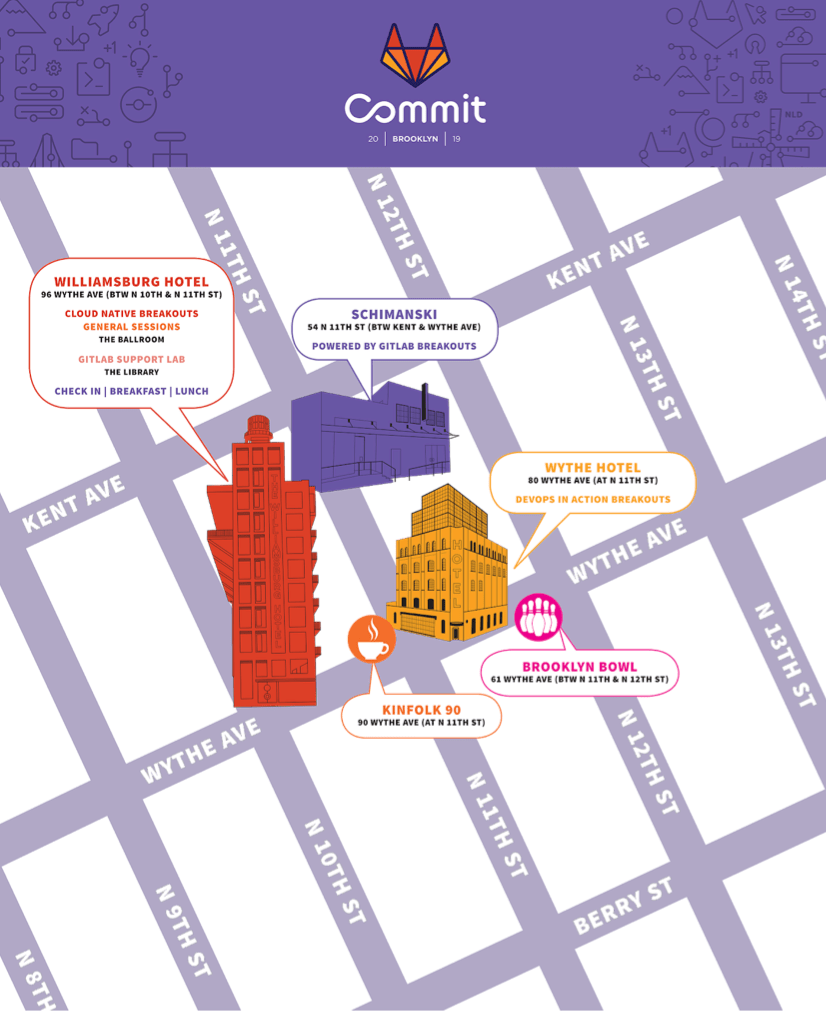 +1
NLD
+1
Commit
20 | BROOKLYN | 19
N 11TH ST
N 12TH ST
KENT AVE
N 14TH ST
N 13TH ST
WILLIAMSBURG HOTEL
96 WYTHE AVE (BTW N 10TH & N 11TH ST)
CLOUD NATIVE BREAKOUTS
GENERAL SESSIONS
THE BALLROOM
GITLAB SUPPORT LAB
THE LIBRARY
CHECK IN | BREAKFAST | LUNCH
SCHIMANSKI
54 N 11TH ST (BTW KENT & WYTHE AVE)
POWERED BY GITLAB BREAKOUTS
KENT AVE
WYTHE HOTEL
80 WYTHE AVE (AT N 11TH ST)
DEVOPS IN ACTION BREAKOUTS
HOTEL
WYTHE AVE
N 13TH ST
BROOKLYN BOWL
61 WYTHE AVE (BTW N 11TH & N 12TH ST)
KINFOLK 90
90 WYTHE AVE (AT N 11TH ST)
WYTHE AVE
N 12TH ST
N 11TH ST
N 10TH ST
BERRY ST
N 9TH ST
N 8TH